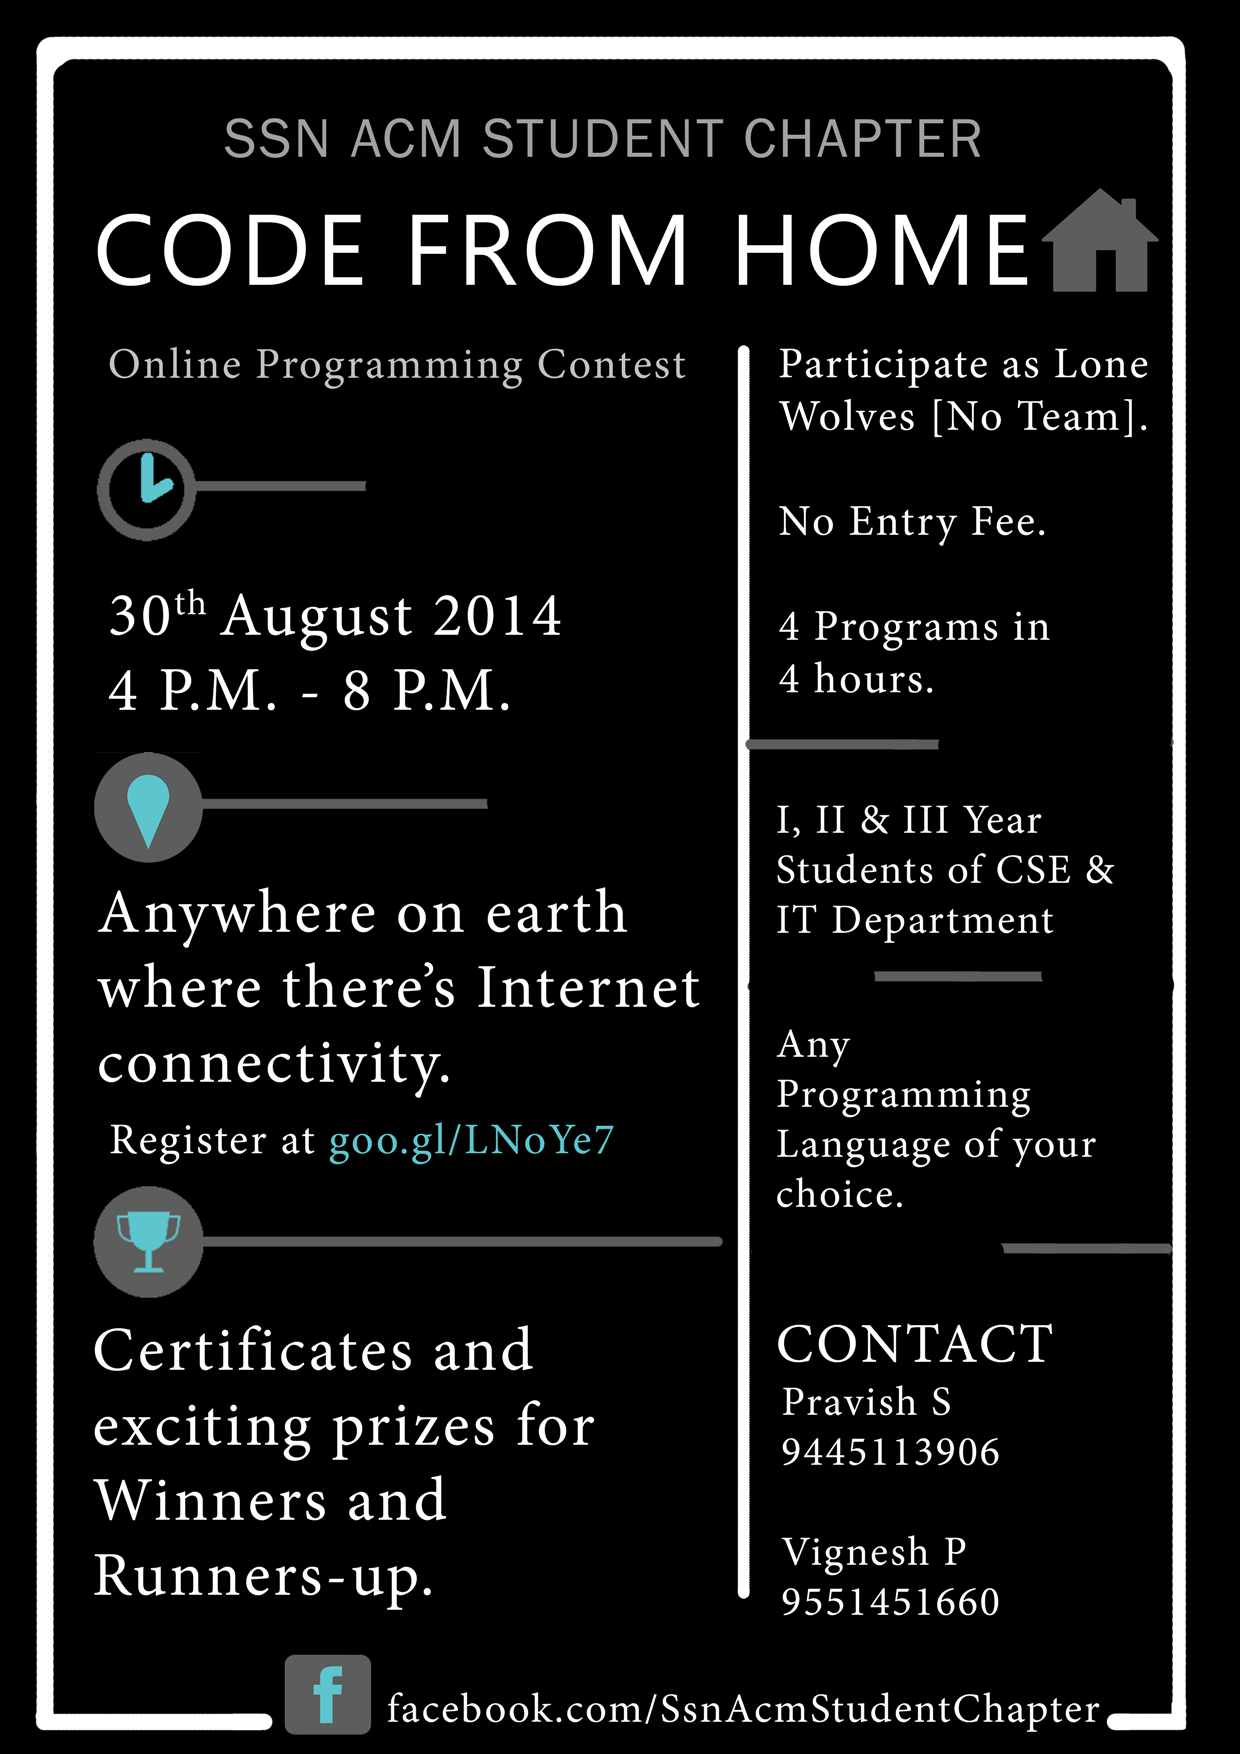 SSN ACM STUDENT CHAPTER
CODE FROM HOME
Online Programming Contest
30th August 2014
4 P.M. - 8 P.M.
Anywhere on earth
where there’s Internet
connectivity.
Register at goo.gl/LNoYe7
Certificates and
exciting prizes for
Winners and
Runners-up.
Participate as Lone
Wolves [No Team].
No Entry Fee.
4 Programs in
4 hours.
I, II & III Year
Students of CSE &
IT Department
Any
Programming
Language of your
choice.
CONTACT
Pravish S
9445113906
Vignesh P
9551451660
f facebook.com/SsnAcmStudentChapter